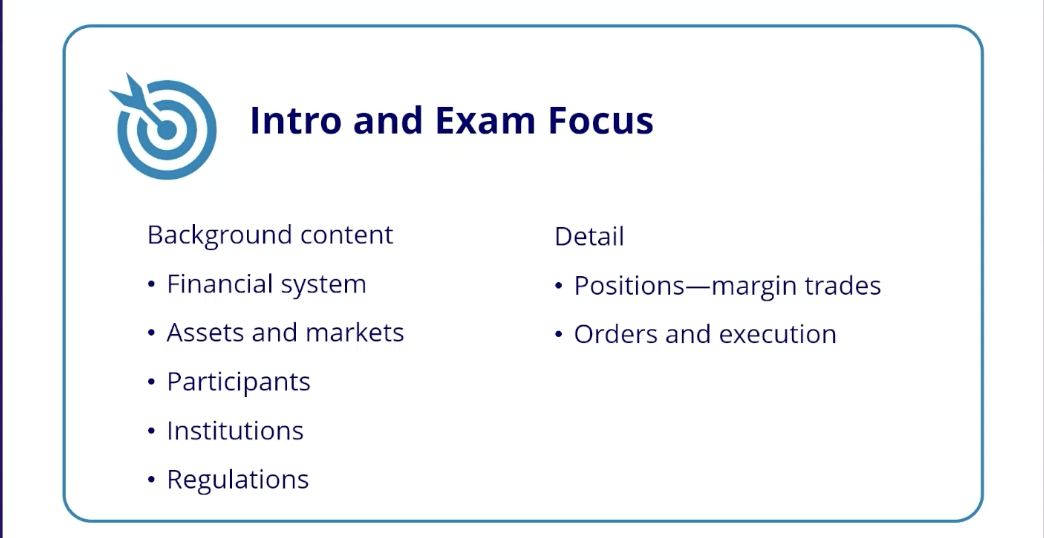 Intro and Exam Focus
Background content
• Financial system
• Assets and markets
• Participants
• Institutions
• Regulations
Detail
• Positions—margin trades
• Orders and execution